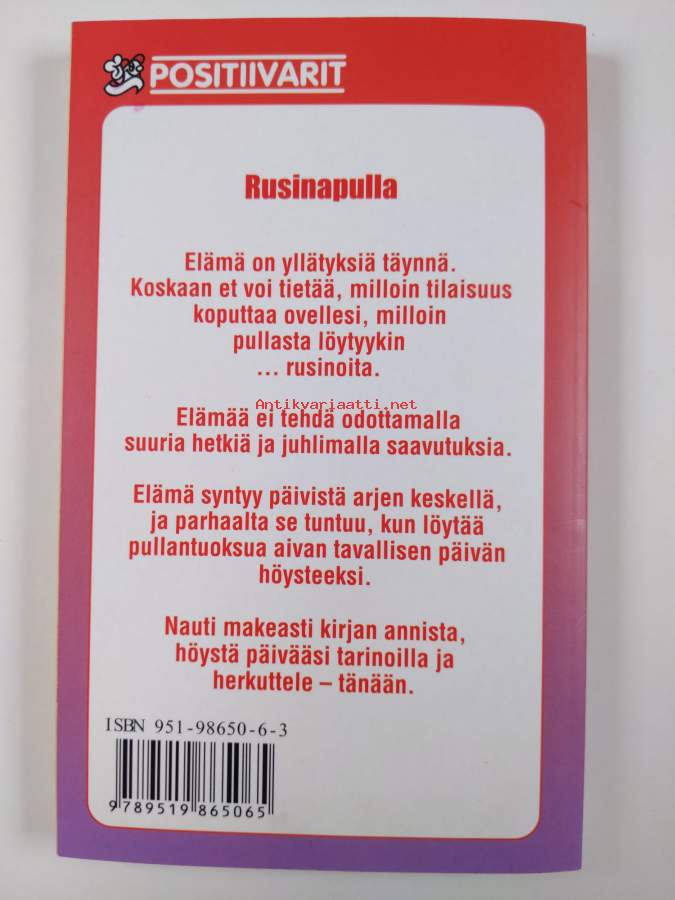 POSITIIVARIT
Rusinapulla
Elämä on yllätyksiä täynnä.
Koskaan et voi tietää, milloin tilaisuus
koputtaa ovellesi, milloin
pullasta löytyykin
... rusinoita.
Antikvariaatti.net
Elämää ei tehdä odottamalla
suuria hetkiä ja juhlimalla saavutuksia.
Elämä syntyy päivistä arjen keskellä,
ja parhaalta se tuntuu, kun löytää
pullantuoksua aivan tavallisen päivän
höysteeksi.
Nauti makeasti kirjan annista,
höystä päivääsi tarinoilla ja
herkuttele – tänään.
ISBN 951-98650-6-3
9 789519 865065